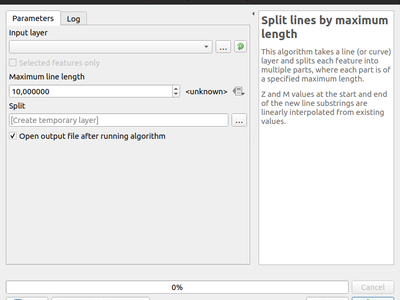 Parameters
Log
Input layer
...
Selected features only
Maximum line length
10,000000
<unknown>
Split
[Create temporary layer]
...
Open output file after running algorithm
Split lines by maximum
length
This algorithm takes a line (or curve)
layer and splits each feature into
multiple parts, where each part is of
a specified maximum length.
Z and M values at the start and end
of the new line substrings are
linearly interpolated from existing
values.
0%
Cancel